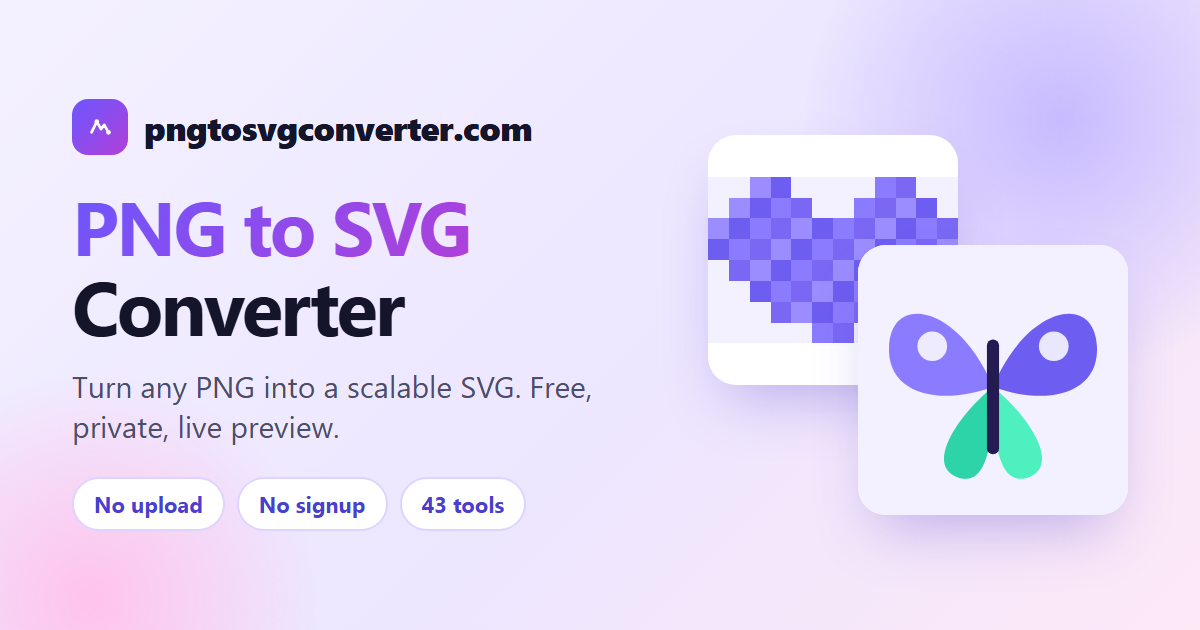 pngtosvgconverter.com
PNG to SVG
Converter
Turn any PNG into a scalable SVG. Free,
private, live preview.
No upload
No signup
43 tools